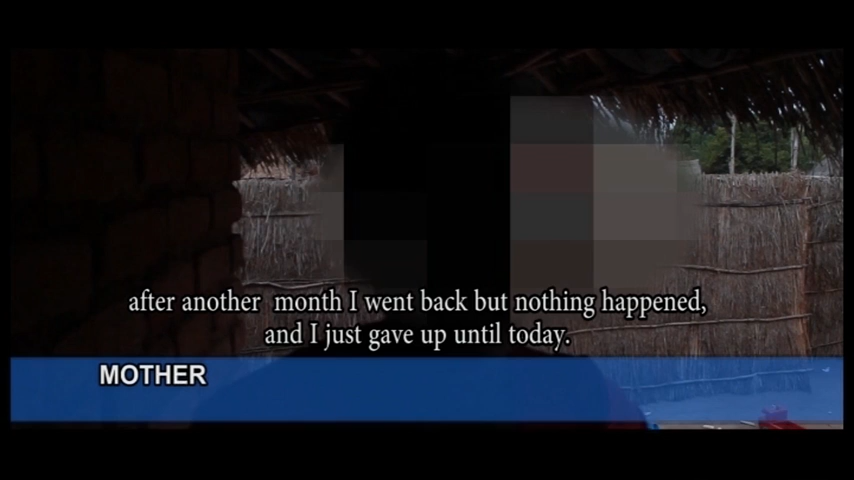 after another month I went back but nothing happened,
and I just gave up until today.
MOTHER